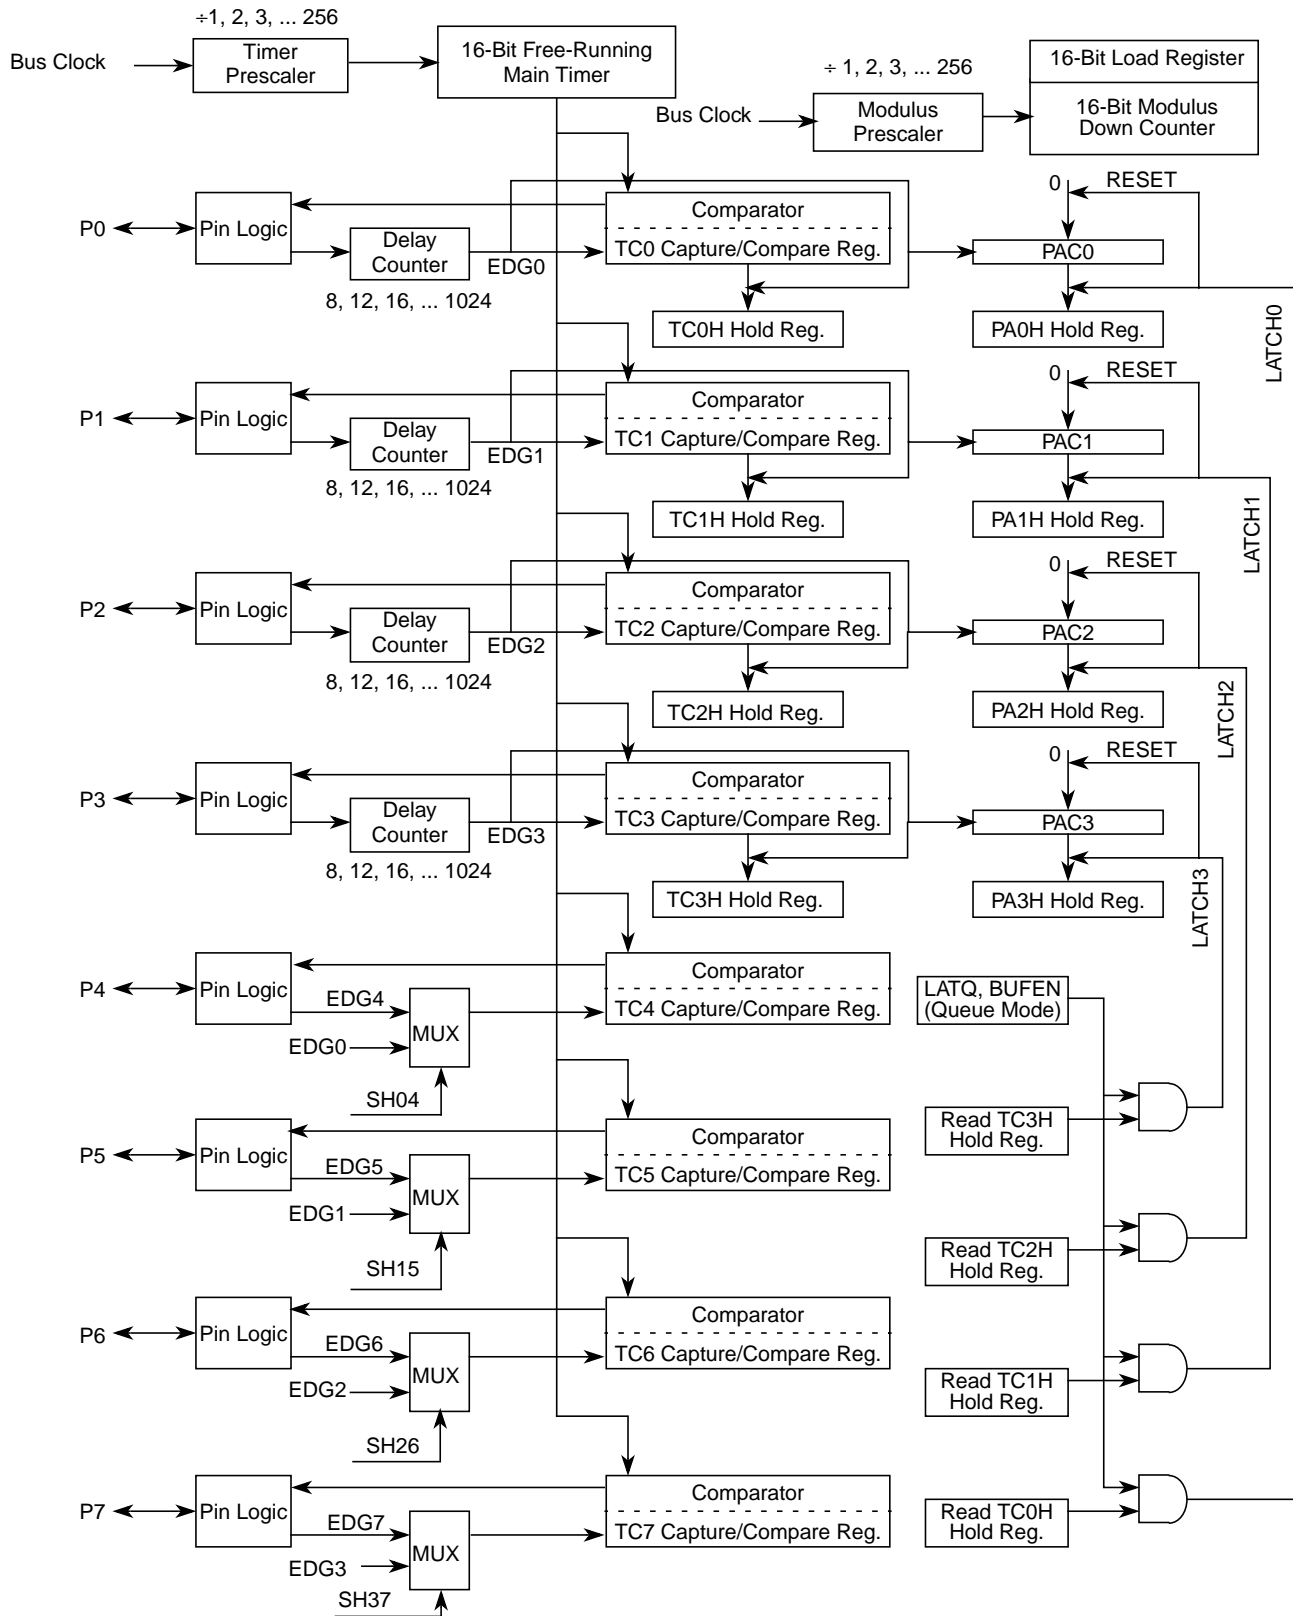 ÷1, 2, 3, ... 256
Bus Clock
Timer
Prescaler
16-Bit Free-Running
Main Timer
÷ 1, 2, 3, ... 256
Bus Clock
Modulus
Prescaler
16-Bit Load Register
16-Bit Modulus
Down Counter
P0
Pin Logic
Delay
Counter
8, 12, 16, ... 1024
EDG0
Comparator
TC0 Capture/Compare Reg.
TC0H Hold Reg.
0
RESET
PAC0
PA0H Hold Reg.
LATCH0
P1
Pin Logic
Delay
Counter
8, 12, 16, ... 1024
EDG1
Comparator
TC1 Capture/Compare Reg.
TC1H Hold Reg.
0
RESET
PAC1
PA1H Hold Reg.
LATCH1
P2
Pin Logic
Delay
Counter
8, 12, 16, ... 1024
EDG2
Comparator
TC2 Capture/Compare Reg.
TC2H Hold Reg.
0
RESET
PAC2
PA2H Hold Reg.
LATCH2
P3
Pin Logic
Delay
Counter
8, 12, 16, ... 1024
EDG3
Comparator
TC3 Capture/Compare Reg.
TC3H Hold Reg.
0
RESET
PAC3
PA3H Hold Reg.
LATCH3
P4
Pin Logic
EDG4
EDG0
MUX
SH04
Comparator
TC4 Capture/Compare Reg.
LATQ, BUFEN
(Queue Mode)
P5
Pin Logic
EDG5
EDG1
MUX
SH15
Comparator
TC5 Capture/Compare Reg.
Read TC3H
Hold Reg.
Read TC2H
Hold Reg.
P6
Pin Logic
EDG6
EDG2
MUX
SH26
Comparator
TC6 Capture/Compare Reg.
Read TC1H
Hold Reg.
P7
Pin Logic
EDG7
EDG3
MUX
SH37
Comparator
TC7 Capture/Compare Reg.
Read TC0H
Hold Reg.